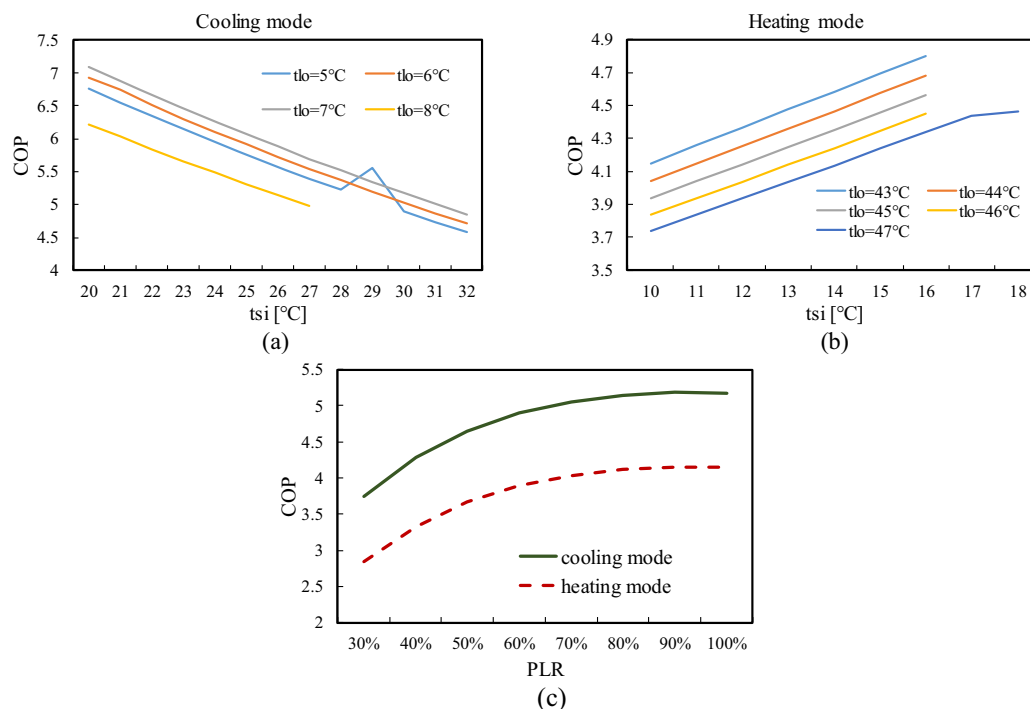 Cooling mode
7.5
7
6.5
6
5.5
5
4.5
4
COP
tlo=5°C
tlo=6°C
tlo=7°C
tlo=8°C
20 21 22 23 24 25 26 27 28 29 30 31 32
tsi [°C]
(a)
Heating mode
4.9
4.7
4.5
4.3
4.1
3.9
3.7
3.5
COP
tlo=43°C
tlo=44°C
tlo=45°C
tlo=46°C
tlo=47°C
10 11 12 13 14 15 16 17 18
tsi [°C]
(b)
5.5
5
4.5
4
3.5
3
2.5
2
COP
cooling mode
heating mode
30% 40% 50% 60% 70% 80% 90% 100%
PLR
(c)